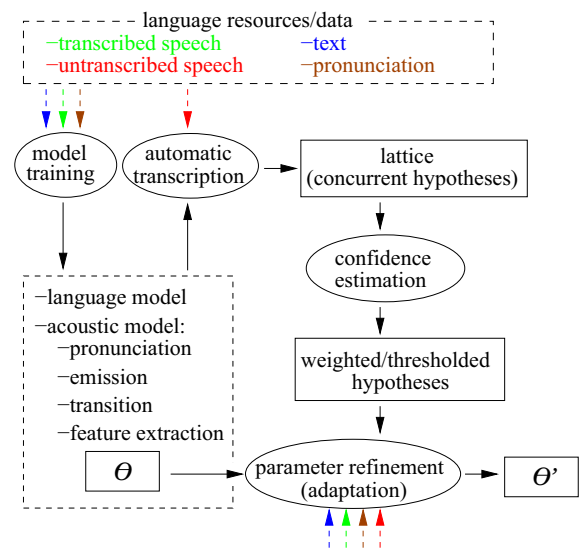 language resources/data
−transcribed speech −text
−untranscribed speech −pronunciation
model
training
automatic
transcription
lattice
(concurrent hypotheses)
confidence
estimation
−language model
−acoustic model:
−pronunciation
−emission
−transition
−feature extraction
weighted/thresholded
hypotheses
Θ
parameter refinement
(adaptation)
Θ’